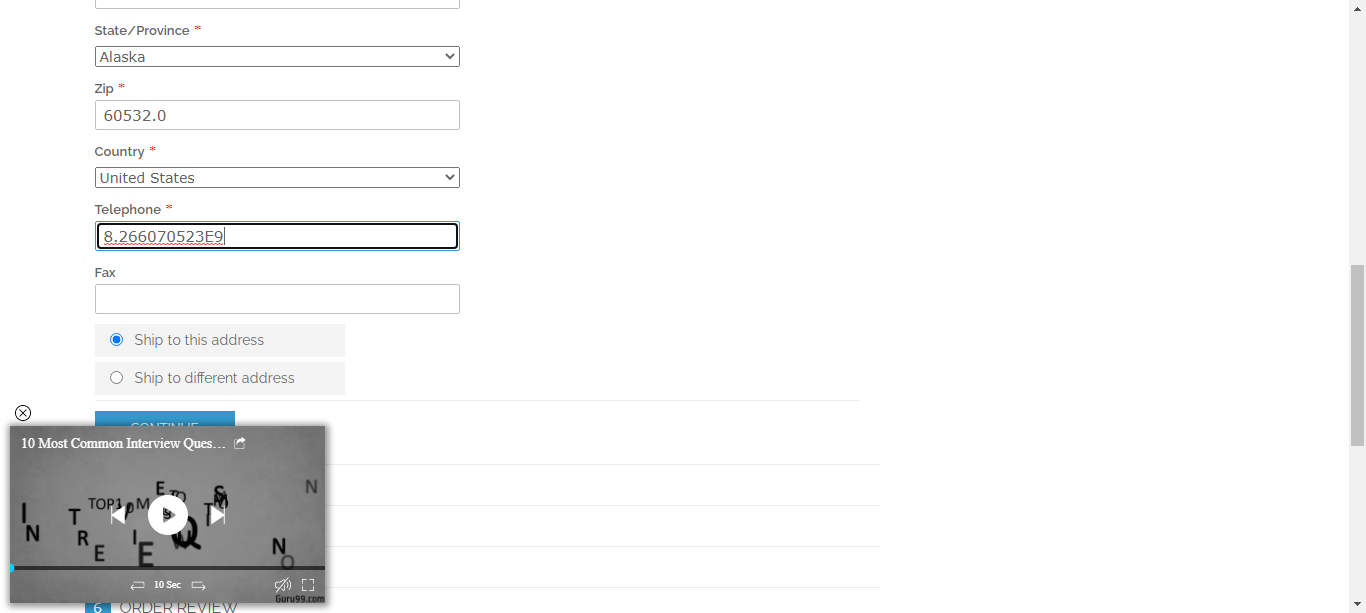 State/Province *
Alaska
Zip *
60532.0
Country *
United States
Telephone *
8.266070523E9
Fax
Ship to this address
Ship to different address
CONTINUE
10 Most Common Interview Ques...
10 Sec
Guru99.com
6 ORDER REVIEW